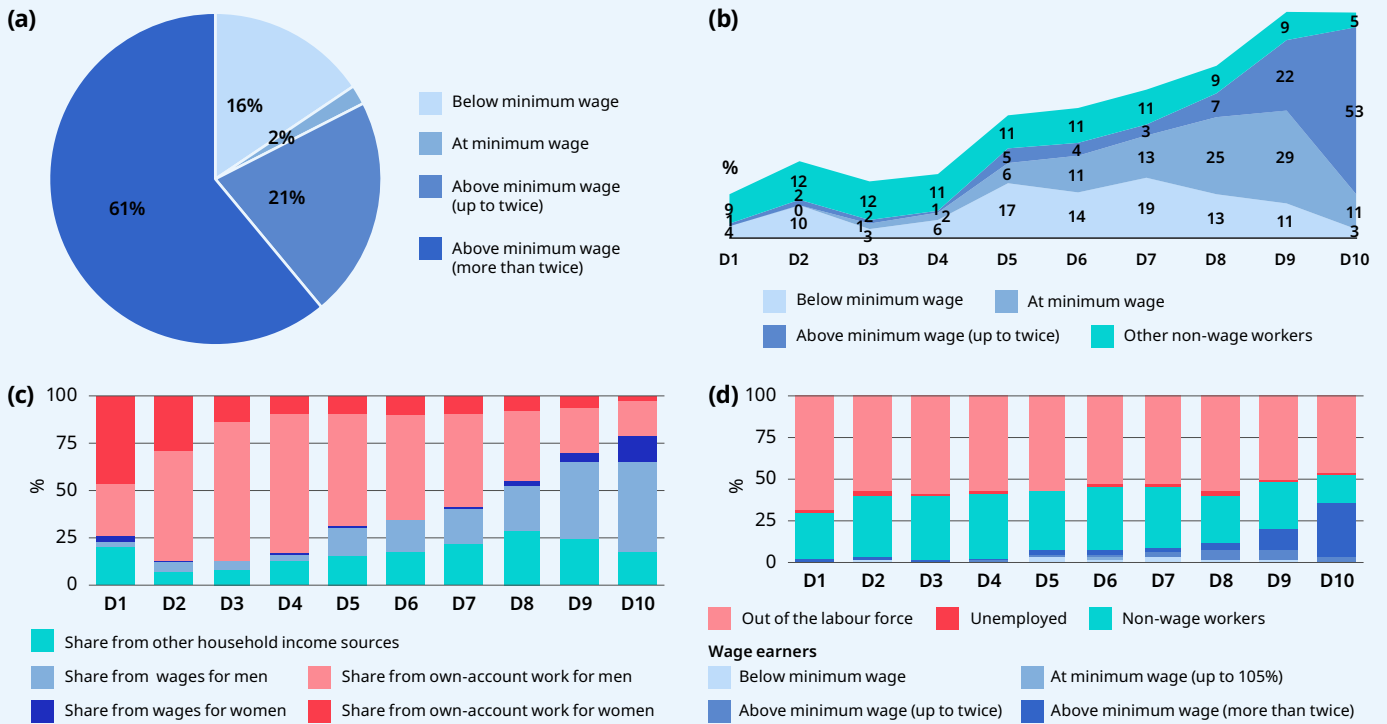 (a)
16%
2%
21%
61%
Below minimum wage
At minimum wage
Above minimum wage
(up to twice)
Above minimum wage
(more than twice)
(b)
%
9
1
4
12
2
0
10
12
2
1
3
11
1
2
6
11
5
6
17
11
4
11
14
11
3
13
19
9
7
25
13
9
22
29
11
5
53
11
3
D1 D2 D3 D4 D5 D6 D7 D8 D9 D10
Below minimum wage
At minimum wage
Above minimum wage (up to twice)
Other non-wage workers
(c)
%
100
75
50
25
0
D1 D2 D3 D4 D5 D6 D7 D8 D9 D10
Share from other household income sources
Share from wages for men
Share from own-account work for men
Share from wages for women
Share from own-account work for women
(d)
%
100
75
50
25
0
D1 D2 D3 D4 D5 D6 D7 D8 D9 D10
Out of the labour force
Unemployed
Non-wage workers
Wage earners
Below minimum wage
At minimum wage (up to 105%)
Above minimum wage (up to twice)
Above minimum wage (more than twice)